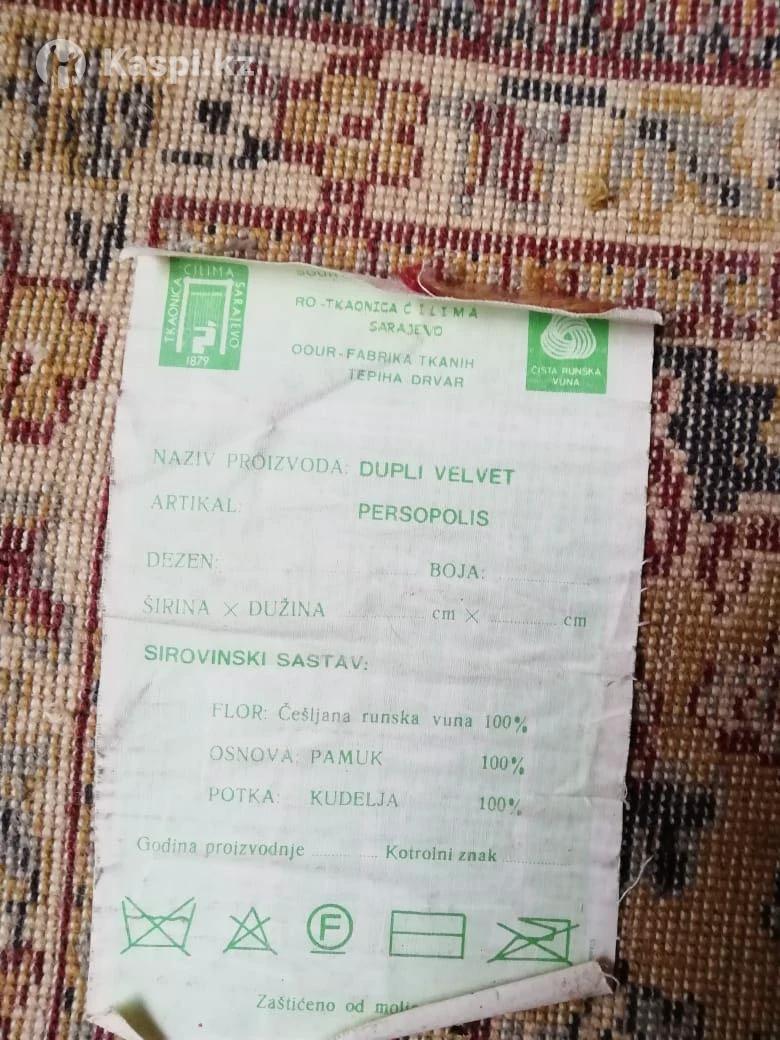 Kaspi.kz
TKAONICA ĆILIMA SARAJEVO
1879
SOUR
RO-TKAONICA ĆILIMA
SARAJEVO
OOUR-FABRIKA TKANIH
TEPIHA DRVAR
ČISTA RUNSKA
VUNA
NAZIV PROIZVODA: DUPLI VELVET
ARTIKAL: PERSOPOLIS
DEZEN: BOJA:
ŠIRINA × DUŽINA cm × cm
SIROVINSKI SASTAV:
FLOR: Češljana runska vuna 100%
OSNOVA: PAMUK 100%
POTKA: KUDELJA 100%
Godina proizvodnje Kotrolni znak
F
Zaštićeno od